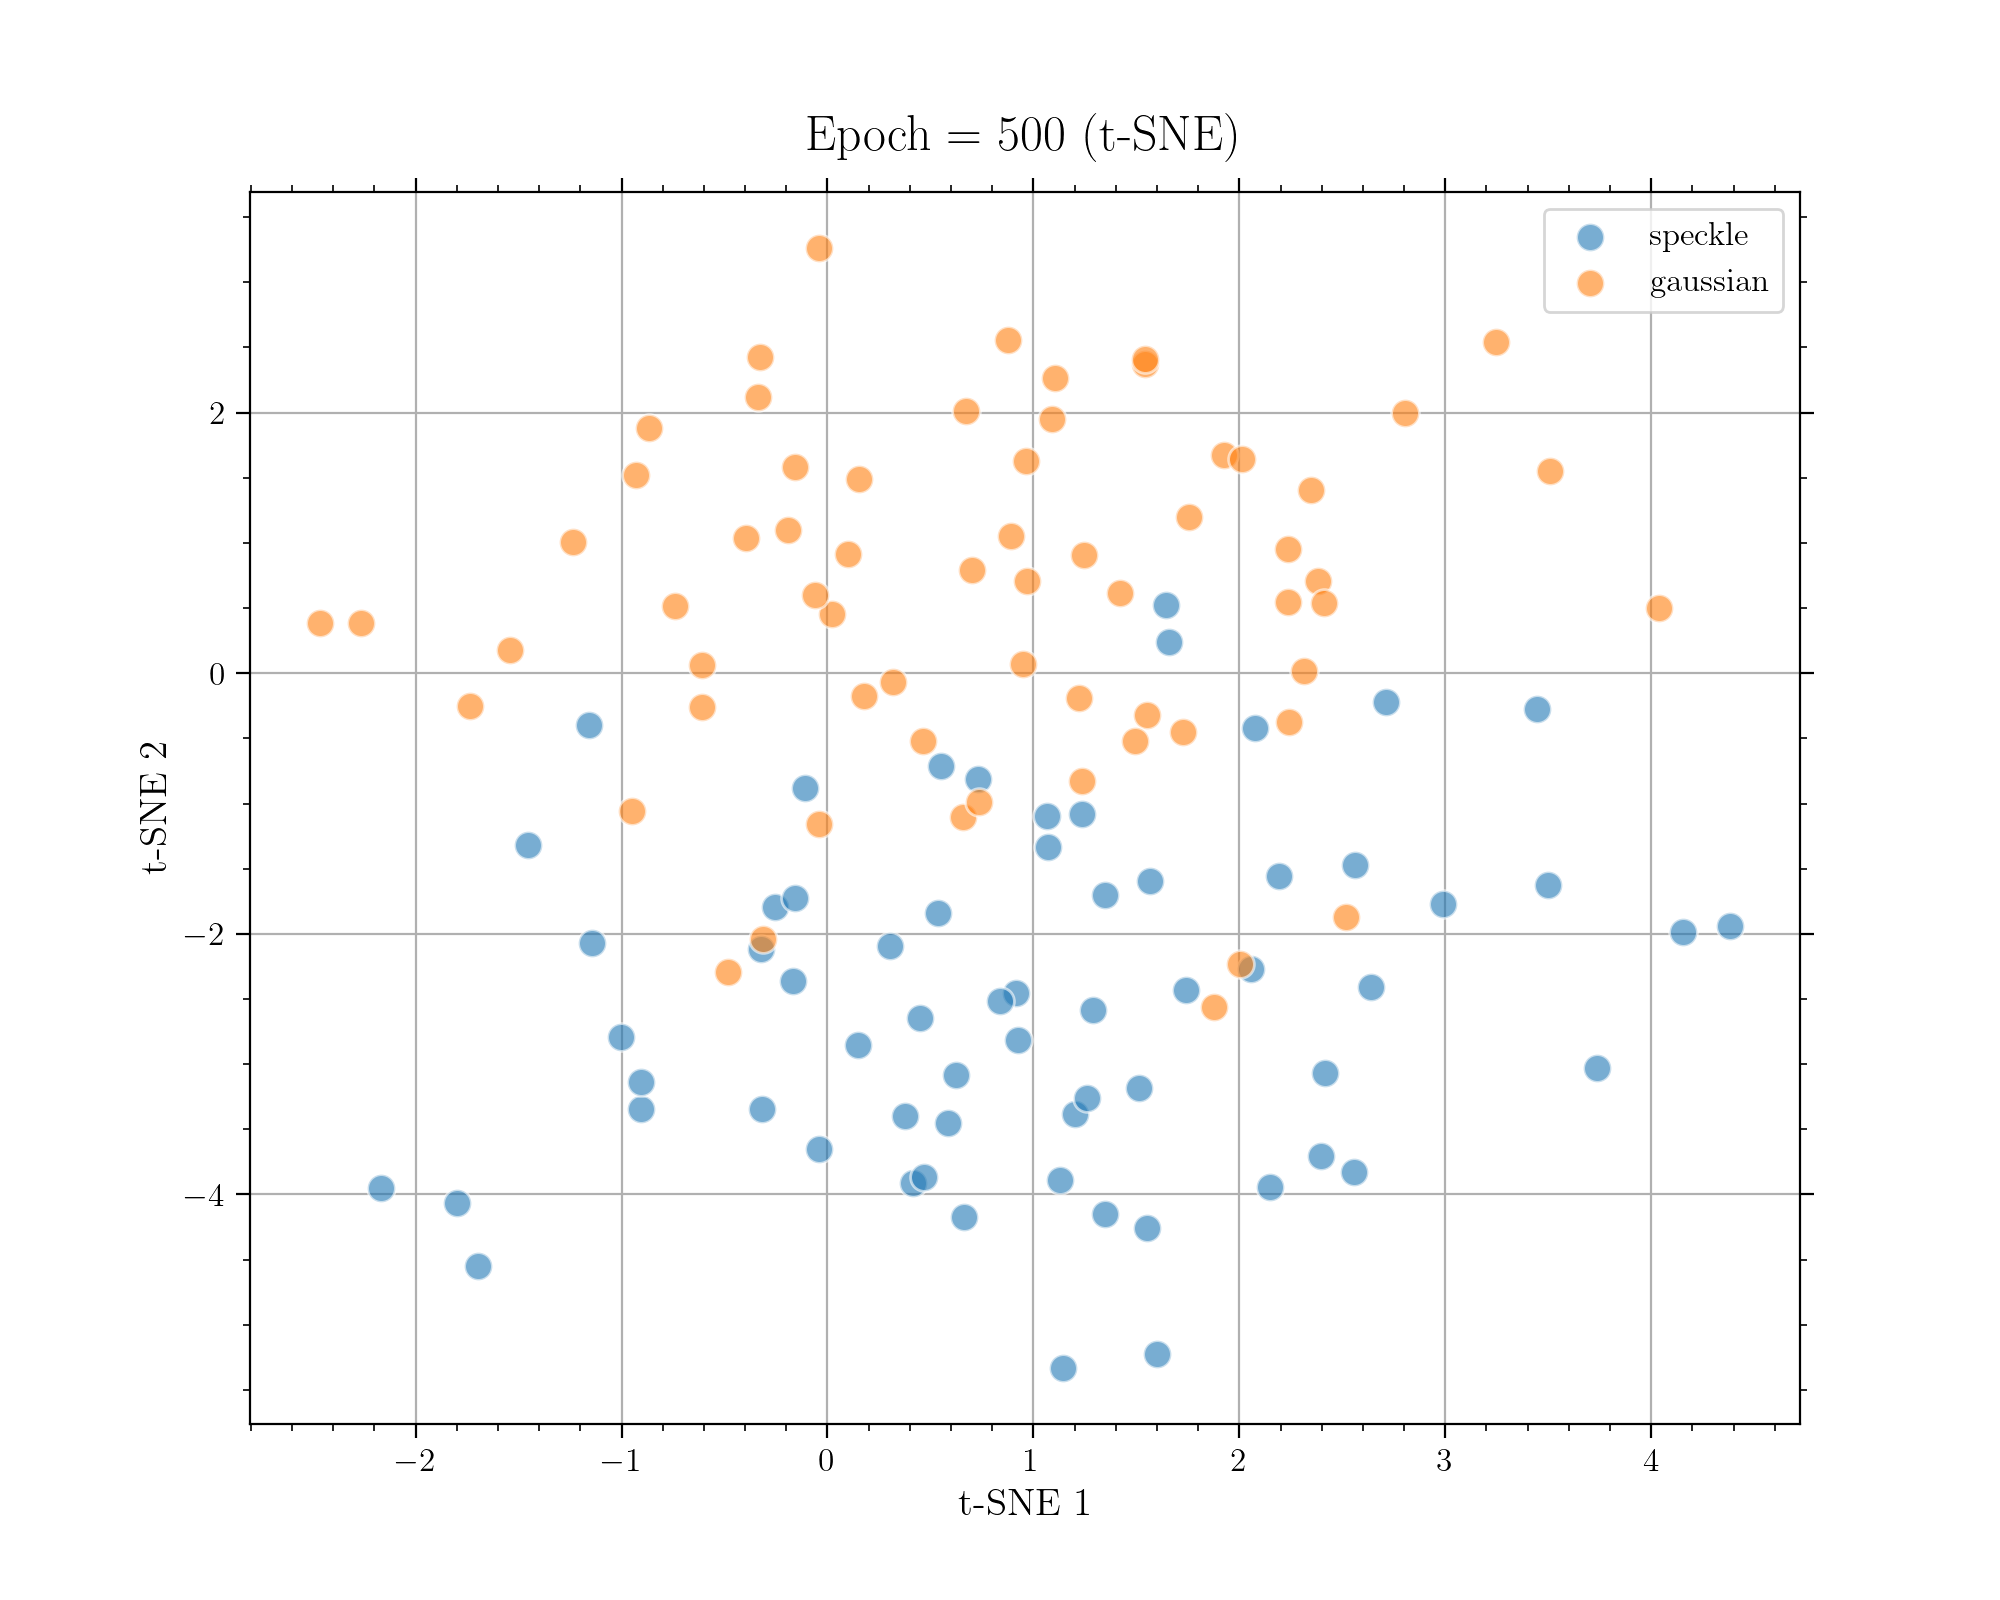 Epoch = 500 (t-SNE)
speckle
gaussian
2
0
−2
−4
t-SNE 2
−2 −1 0 1 2 3 4
t-SNE 1